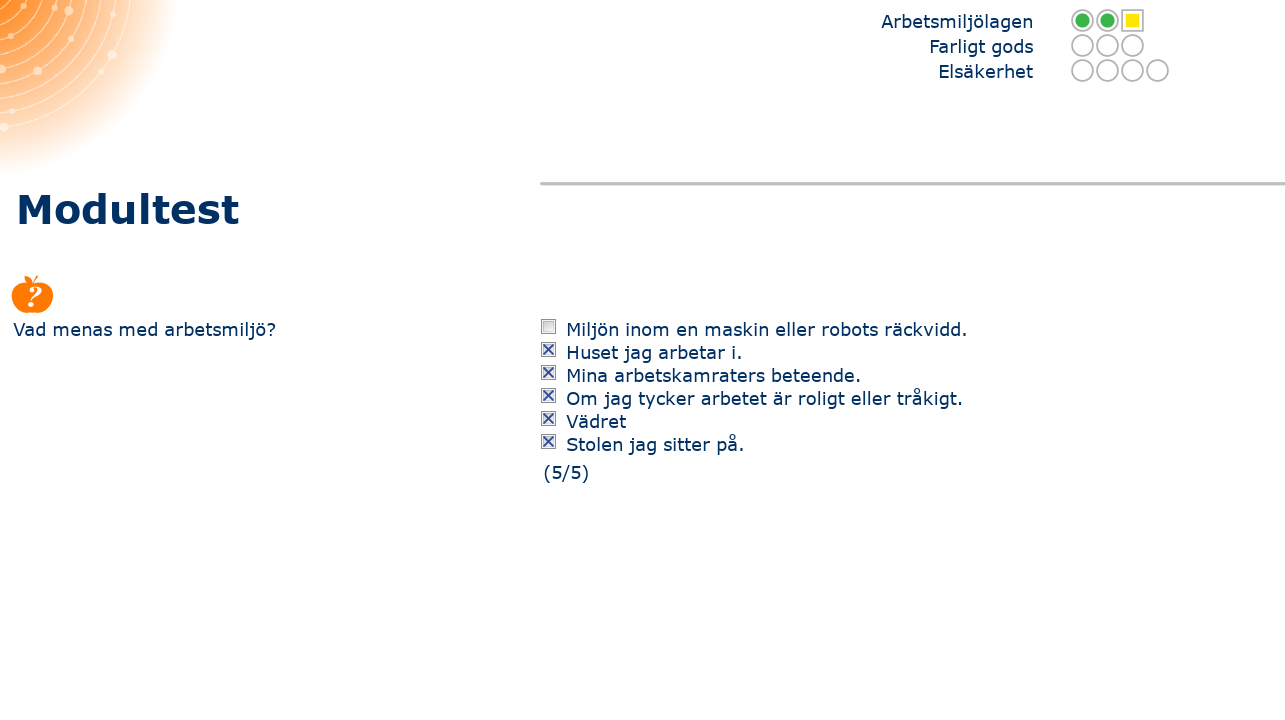 Arbetsmiljölagen
Farligt gods
Elsäkerhet
Modultest
?
Vad menas med arbetsmiljö?
Miljön inom en maskin eller robots räckvidd.
Huset jag arbetar i.
Mina arbetskamraters beteende.
Om jag tycker arbetet är roligt eller tråkigt.
Vädret
Stolen jag sitter på.
(5/5)